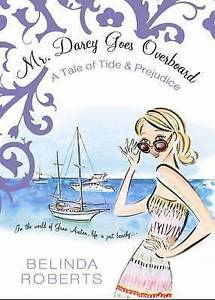 Mr. Darcy Goes Overboard
A Tale of Tide & Prejudice
In the world of Jane Austen, life is just beachy...
BELINDA
ROBERTS